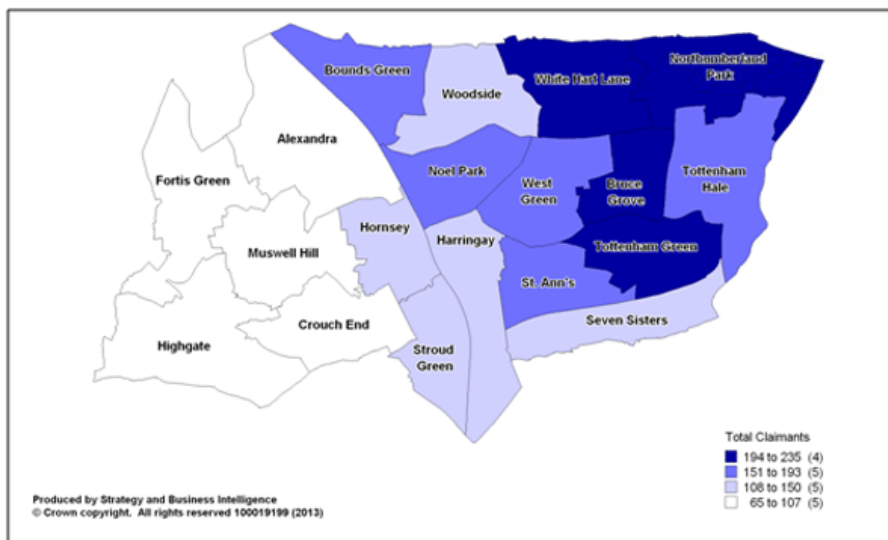 Bounds Green
Woodside
White Hart Lane
Northumberland
Park
Alexandra
Fortis Green
Noel Park
West
Green
Bruce
Grove
Tottenham
Hale
Hornsey
Harringay
Muswell Hill
Tottenham Green
St. Ann's
Crouch End
Seven Sisters
Highgate
Stroud
Green
Total Claimants
194 to 235 (4)
151 to 193 (5)
108 to 150 (5)
65 to 107 (5)
Produced by Strategy and Business Intelligence
© Crown copyright. All rights reserved 100019199 (2013)